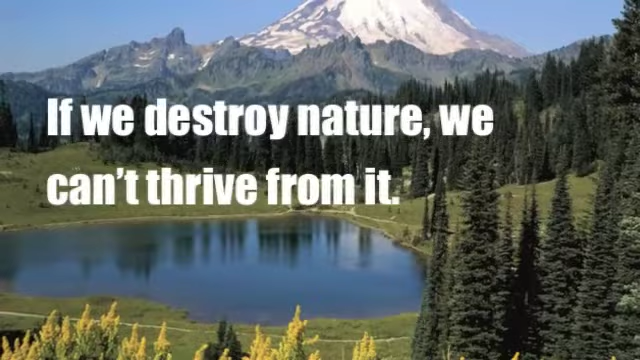 If we destroy nature, we
can’t thrive from it.